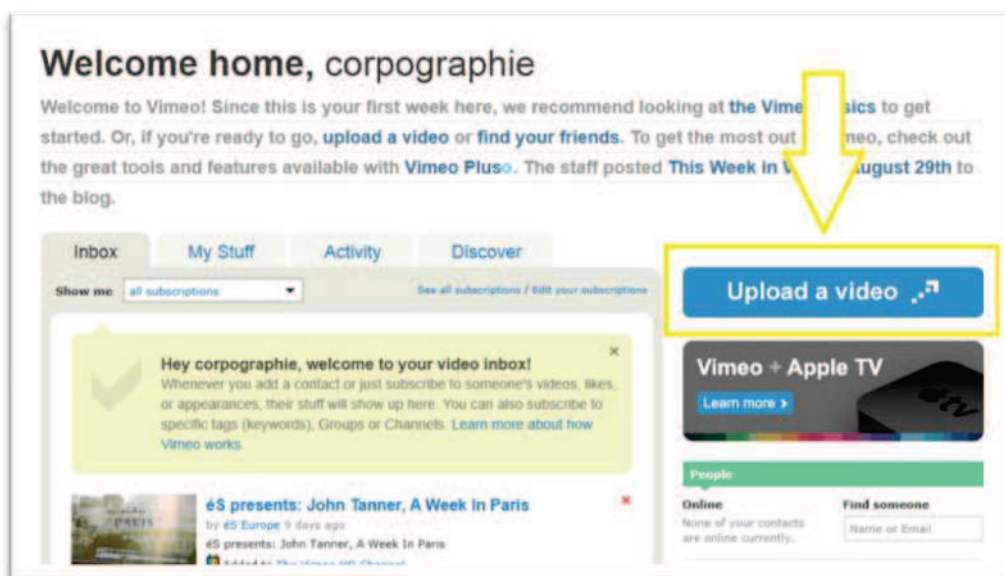 Welcome home, corpographie
Welcome to Vimeo! Since this is your first week here, we recommend looking at the Vime sics to get
started. Or, if you're ready to go, upload a video or find your friends. To get the most out meo, check out
the great tools and features available with Vimeo Plus. The staff posted This Week in V ugust 29th to
the blog.
Inbox My Stuff Activity Discover
Show me all subscriptions See all subscriptions / Edit your subscriptions
Upload a video
Hey corpographie, welcome to your video inbox!
Whenever you add a contact or just subscribe to someone's videos, likes,
or appearances, their stuff will show up here. You can also subscribe to
specific tags (keywords), Groups or Channels. Learn more about how
Vimeo works.
Vimeo + Apple TV
Learn more >
tv
People
Online Find someone
None of your contacts
are online currently.
Name or Email
éS presents: John Tanner, A Week In Paris
by éS Europe 9 days ago
éS presents: John Tanner, A Week In Paris
Added to The Vimeo HD Channel
PARIS